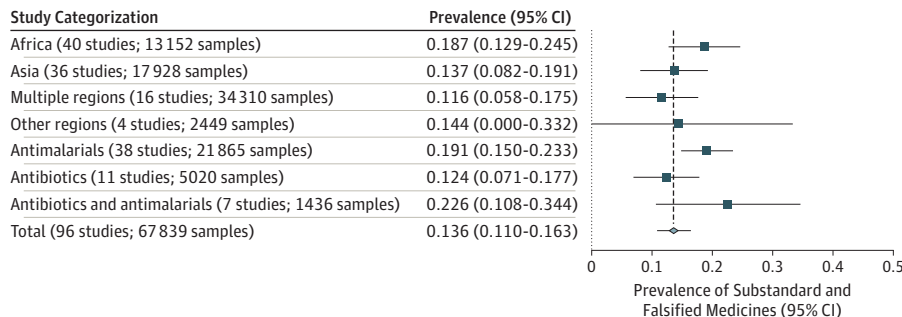 Study Categorization Prevalence (95% CI)
Africa (40 studies; 13 152 samples) 0.187 (0.129-0.245)
Asia (36 studies; 17 928 samples) 0.137 (0.082-0.191)
Multiple regions (16 studies; 34 310 samples) 0.116 (0.058-0.175)
Other regions (4 studies; 2449 samples) 0.144 (0.000-0.332)
Antimalarials (38 studies; 21 865 samples) 0.191 (0.150-0.233)
Antibiotics (11 studies; 5020 samples) 0.124 (0.071-0.177)
Antibiotics and antimalarials (7 studies; 1436 samples) 0.226 (0.108-0.344)
Total (96 studies; 67 839 samples) 0.136 (0.110-0.163)
0 0.1 0.2 0.3 0.4 0.5
Prevalence of Substandard and
Falsified Medicines (95% CI)